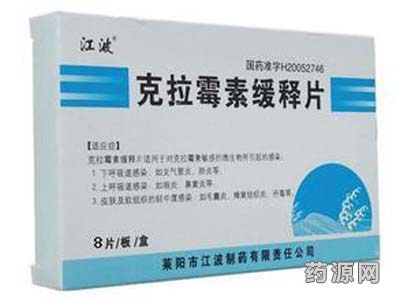 江波®
国药准字H20052746
克拉霉素缓释片
【适应症】
克拉霉素缓释片适用于对克拉霉素敏感的微生物所引起的感染:
1.下呼吸道感染:如支气管炎、肺炎等。
2.上呼吸道感染:如咽炎、鼻窦炎等。
3.皮肤及软组织的轻中度感染:如毛囊炎、蜂窝组织炎、丹毒等。
8片/板/盒
莱阳市江波制药有限责任公司
药源网